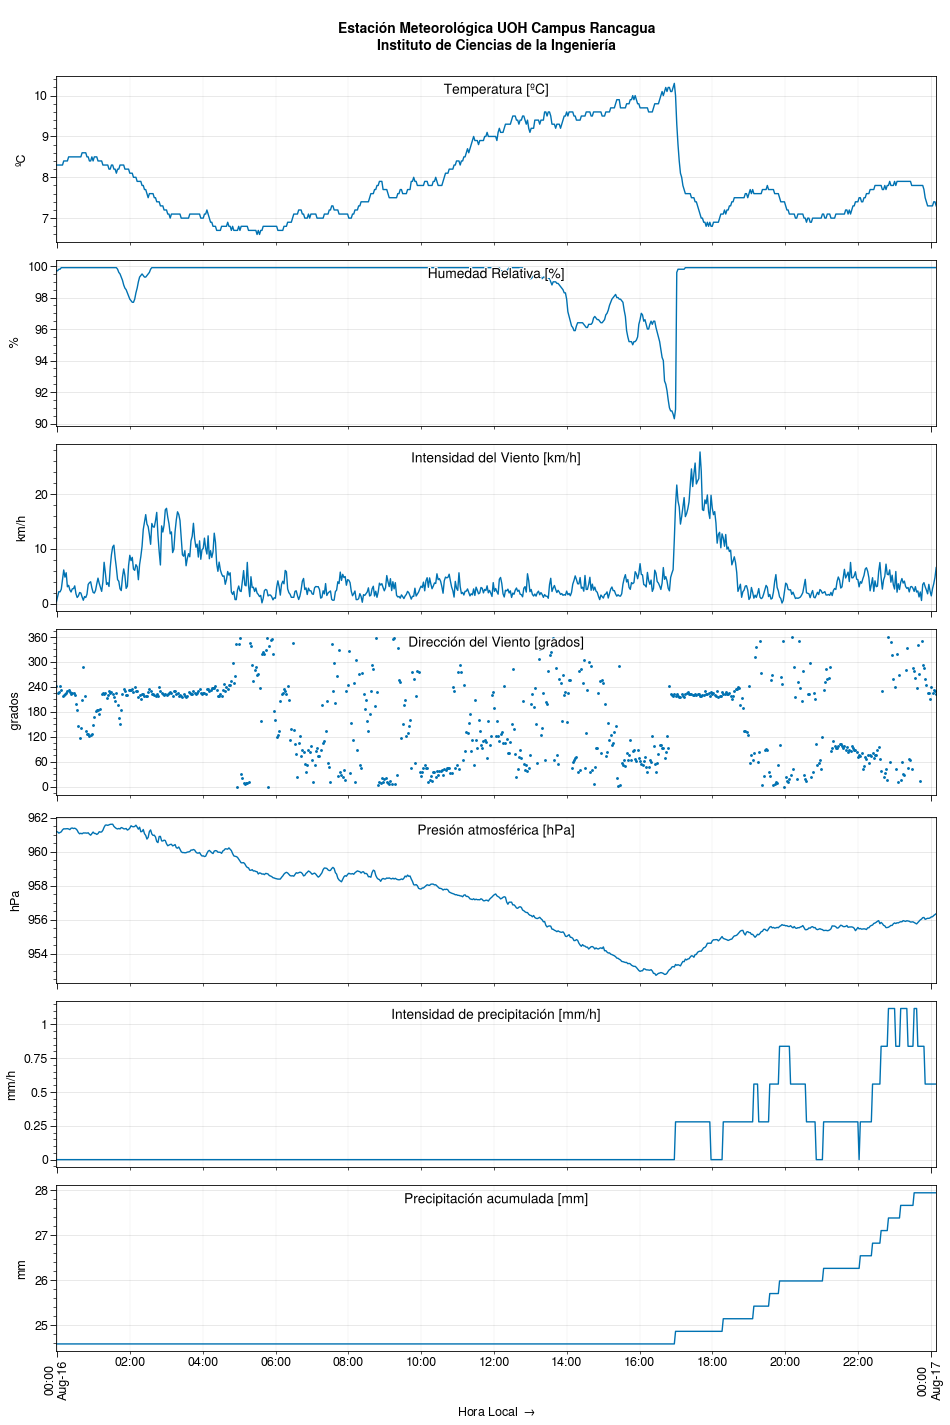 Estación Meteorológica UOH Campus Rancagua
Instituto de Ciencias de la Ingeniería
Temperatura [ºC]
ºC
10
9
8
7
Humedad Relativa [%]
%
100
98
96
94
92
90
Intensidad del Viento [km/h]
km/h
20
10
0
Dirección del Viento [grados]
grados
360
300
240
180
120
60
0
Presión atmosférica [hPa]
hPa
962
960
958
956
954
Intensidad de precipitación [mm/h]
mm/h
1
0.75
0.5
0.25
0
Precipitación acumulada [mm]
mm
28
27
26
25
00:00
Aug-16
02:00
04:00
06:00
08:00
10:00
12:00
14:00
16:00
18:00
20:00
22:00
00:00
Aug-17
Hora Local →